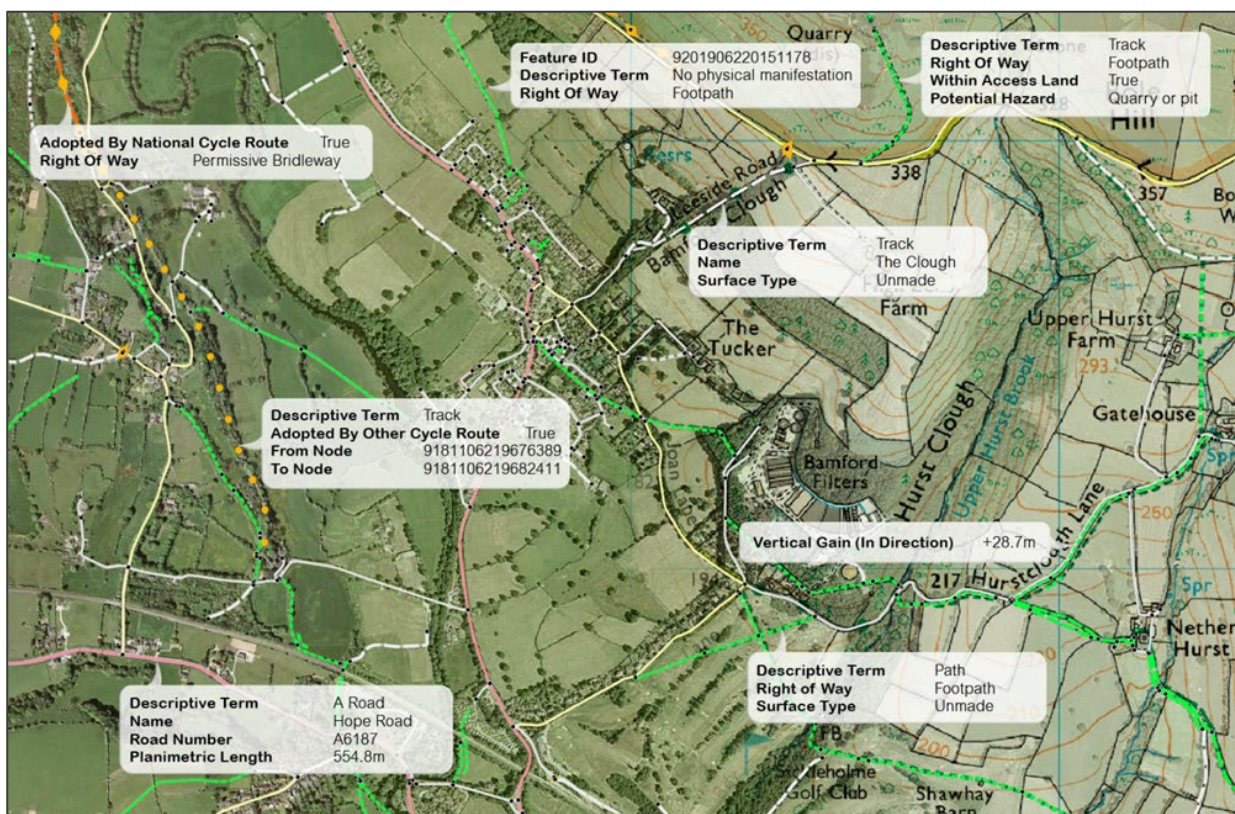 Quarry
350
Feature ID 9201906220151178
Descriptive Term No physical manifestation
Right Of Way Footpath
Descriptive Term Track
Right Of Way Footpath
Within Access Land True
Potential Hazard Quarry or pit
328
Hill
Adopted By National Cycle Route True
Right Of Way Permissive Bridleway
338
357
Clough
Descriptive Term Track
Name The Clough
Surface Type Unmade
Farm
The
Tucker
Upper Hurst
Farm
293
Gatehouse
Descriptive Term Track
Adopted By Other Cycle Route True
From Node 9181106219676389
To Node 9181106219682411
Bamford
Filters
Hurst Clough
Upper Hurst Brook
Spr
250
Vertical Gain (In Direction) +28.7m
217
Hurstclough Lane
Spr
Nether
Hurst
Descriptive Term Path
Right of Way Footpath
Surface Type Unmade
Descriptive Term A Road
Name Hope Road
Road Number A6187
Planimetric Length 554.8m
FB
200
Golf Club
Shawhay
Barn